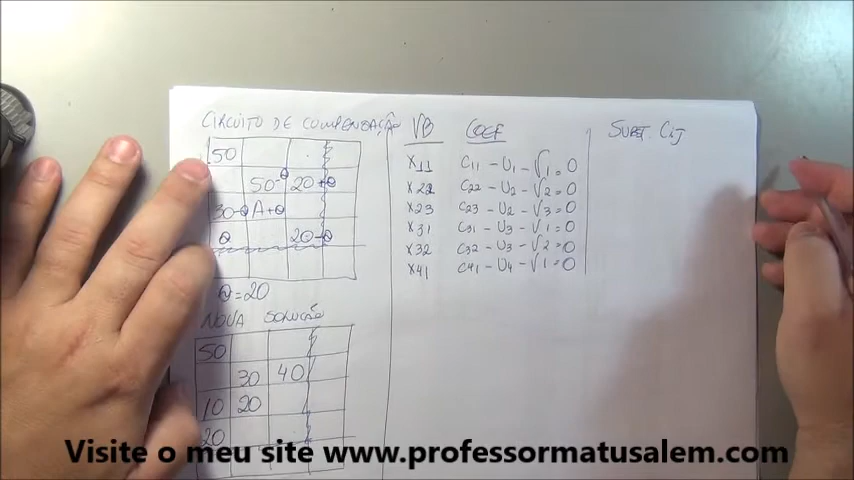 CIRCUITO DE COMPENSAÇÃO
50
50-θ 20+θ
30-θ A+θ
θ 20-θ
θ=20
NOVA SOLUÇÃO
50
30 40
10 20
20
VB COEF
X11 C11 - U1 - V1 = 0
X22 C22 - U2 - V2 = 0
X23 C23 - U2 - V3 = 0
X31 C31 - U3 - V1 = 0
X32 C32 - U3 - V2 = 0
X41 C41 - U4 - V1 = 0
SUBST. CIJ
Visite o meu site www.professormatusalem.com